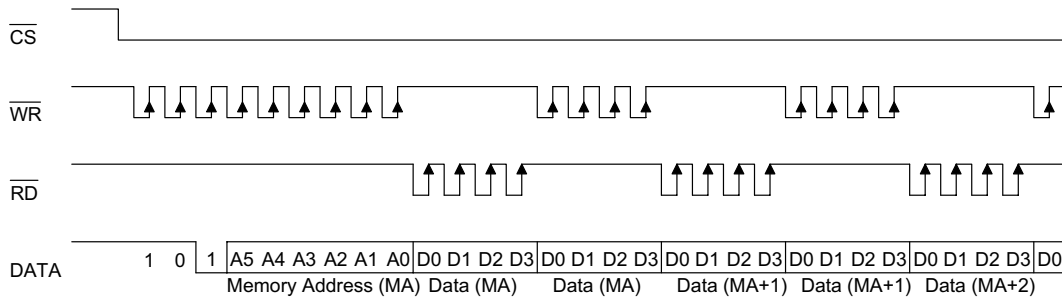 CS
WR
RD
DATA 1 0 1 A5 A4 A3 A2 A1 A0 D0 D1 D2 D3 D0 D1 D2 D3 D0 D1 D2 D3 D0 D1 D2 D3 D0 D1 D2 D3 D0
Memory Address (MA) Data (MA) Data (MA) Data (MA+1) Data (MA+1) Data (MA+2)